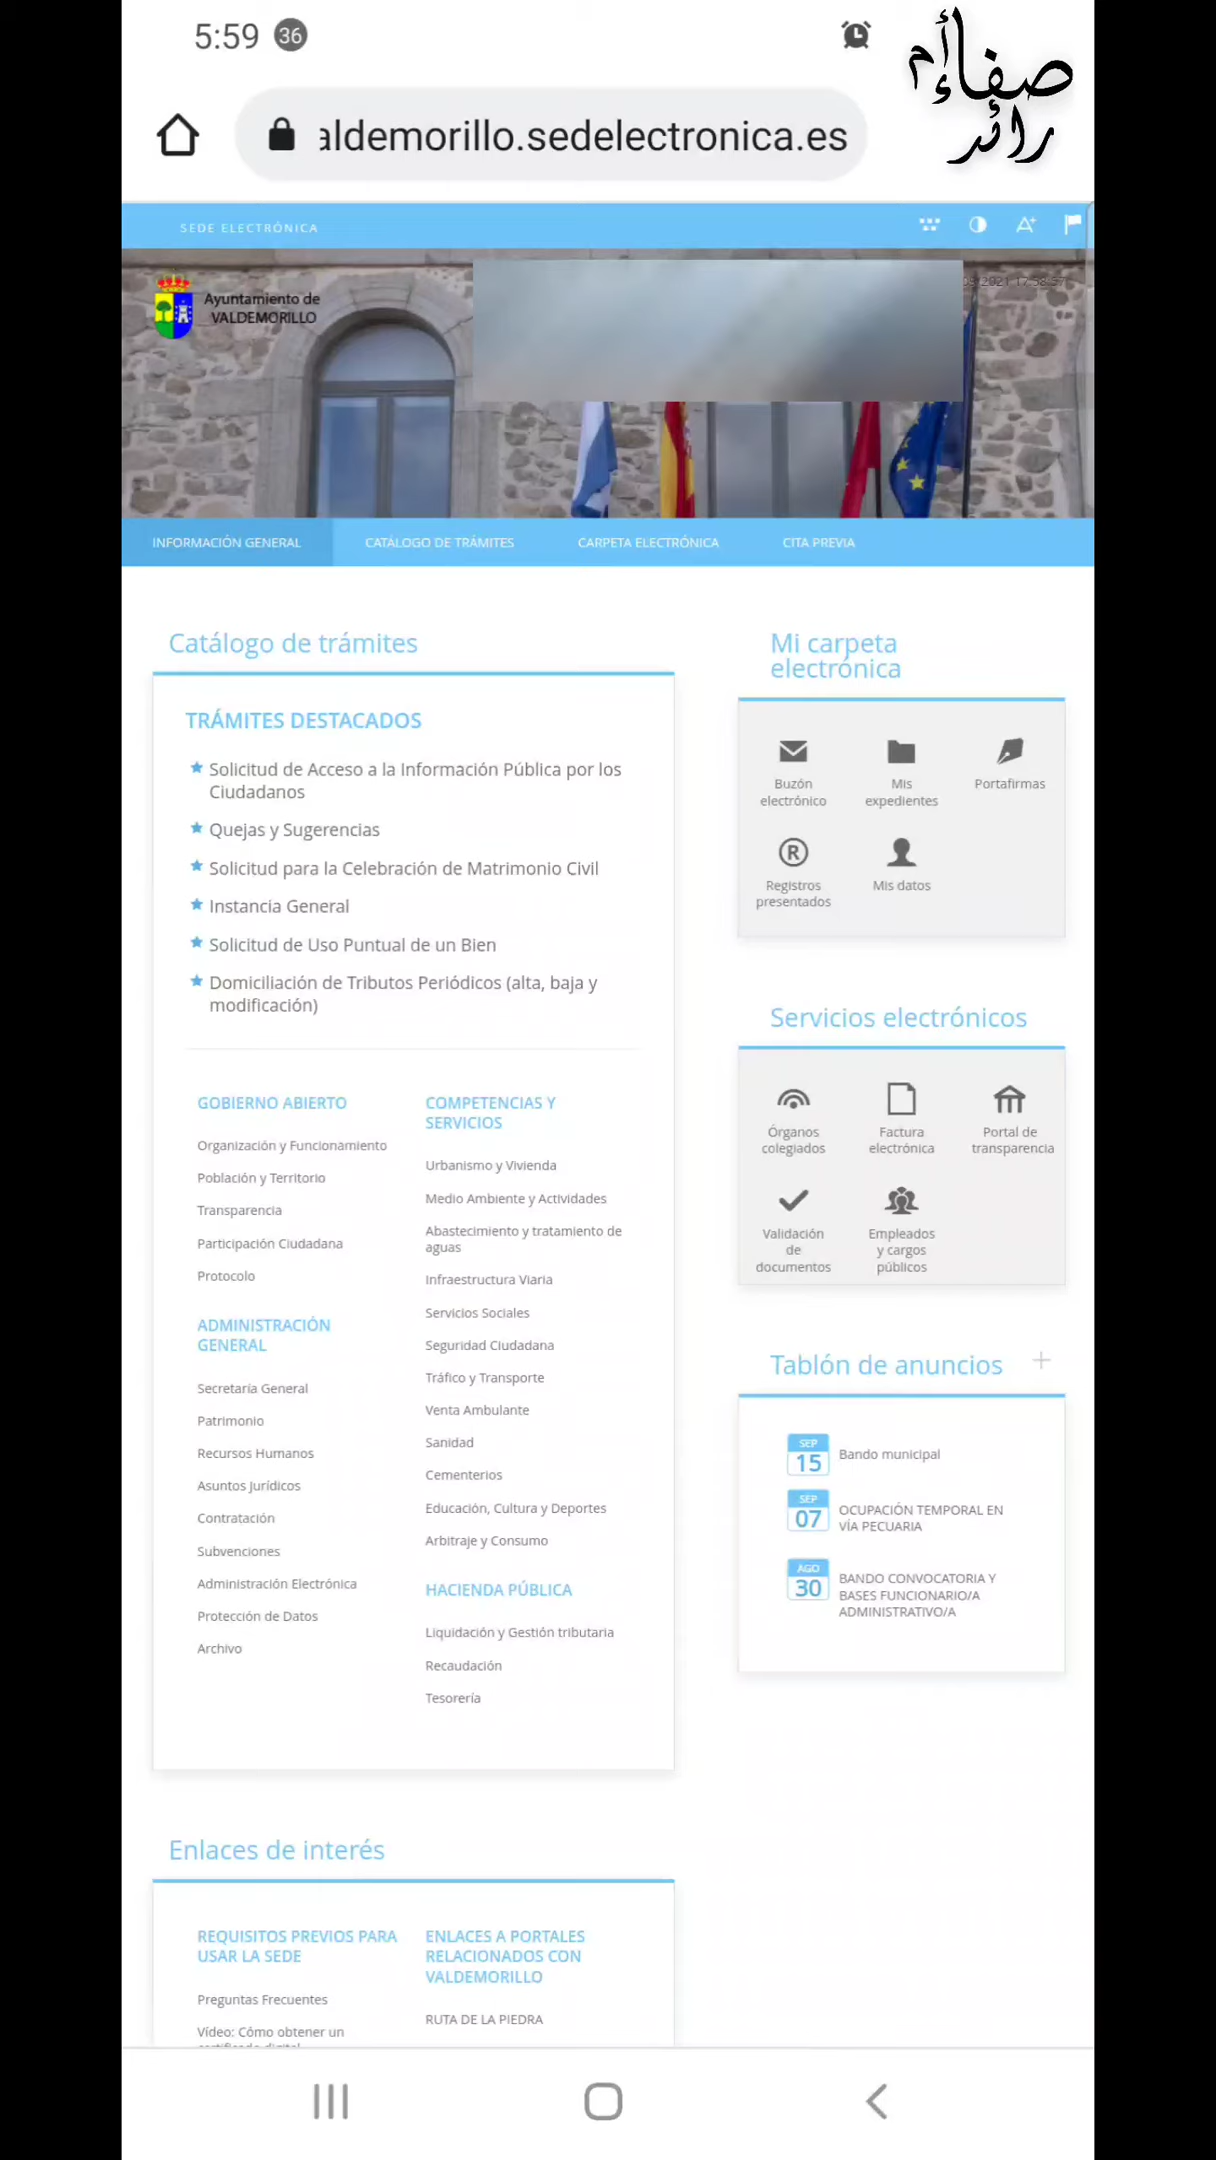 5:59 36
صفاء أم
رائد
aldemorillo.sedelectronica.es
SEDE ELECTRÓNICA
Ayuntamiento de
VALDEMORILLO
INFORMACIÓN GENERAL
CATÁLOGO DE TRÁMITES
CARPETA ELECTRÓNICA
CITA PREVIA
Catálogo de trámites
TRÁMITES DESTACADOS
Solicitud de Acceso a la Información Pública por los
Ciudadanos
Quejas y Sugerencias
Solicitud para la Celebración de Matrimonio Civil
Instancia General
Solicitud de Uso Puntual de un Bien
Domiciliación de Tributos Periódicos (alta, baja y
modificación)
GOBIERNO ABIERTO
Organización y Funcionamiento
Población y Territorio
Transparencia
Participación Ciudadana
Protocolo
ADMINISTRACIÓN
GENERAL
Secretaría General
Patrimonio
Recursos Humanos
Asuntos Jurídicos
Contratación
Subvenciones
Administración Electrónica
Protección de Datos
Archivo
COMPETENCIAS Y
SERVICIOS
Urbanismo y Vivienda
Medio Ambiente y Actividades
Abastecimiento y tratamiento de
aguas
Infraestructura Viaria
Servicios Sociales
Seguridad Ciudadana
Tráfico y Transporte
Venta Ambulante
Sanidad
Cementerios
Educación, Cultura y Deportes
Arbitraje y Consumo
HACIENDA PÚBLICA
Liquidación y Gestión tributaria
Recaudación
Tesorería
Mi carpeta
electrónica
Buzón
electrónico
Mis
expedientes
Portafirmas
Registros
presentados
Mis datos
Servicios electrónicos
Órganos
colegiados
Factura
electrónica
Portal de
transparencia
Validación
de
documentos
Empleados
y cargos
públicos
Tablón de anuncios
SEP
15
Bando municipal
SEP
07
OCUPACIÓN TEMPORAL EN
VÍA PECUARIA
AGO
30
BANDO CONVOCATORIA Y
BASES FUNCIONARIO/A
ADMINISTRATIVO/A
Enlaces de interés
REQUISITOS PREVIOS PARA
USAR LA SEDE
Preguntas Frecuentes
Vídeo: Cómo obtener un
ENLACES A PORTALES
RELACIONADOS CON
VALDEMORILLO
RUTA DE LA PIEDRA